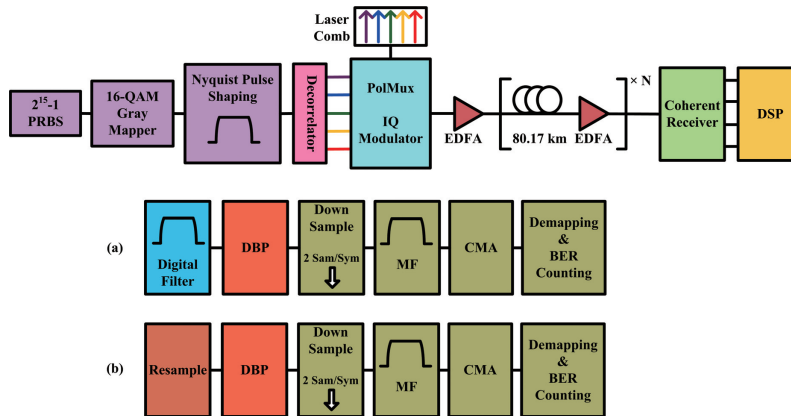 Laser
Comb
2¹⁵-1
PRBS
16-QAM
Gray
Mapper
Nyquist Pulse
Shaping
Decorrelator
PolMux
IQ
Modulator
EDFA
80.17 km
EDFA
× N
Coherent
Receiver
DSP
(a)
Digital
Filter
DBP
Down
Sample
2 Sam/Sym
MF
CMA
Demapping
&
BER
Counting
(b)
Resample
DBP
Down
Sample
2 Sam/Sym
MF
CMA
Demapping
&
BER
Counting